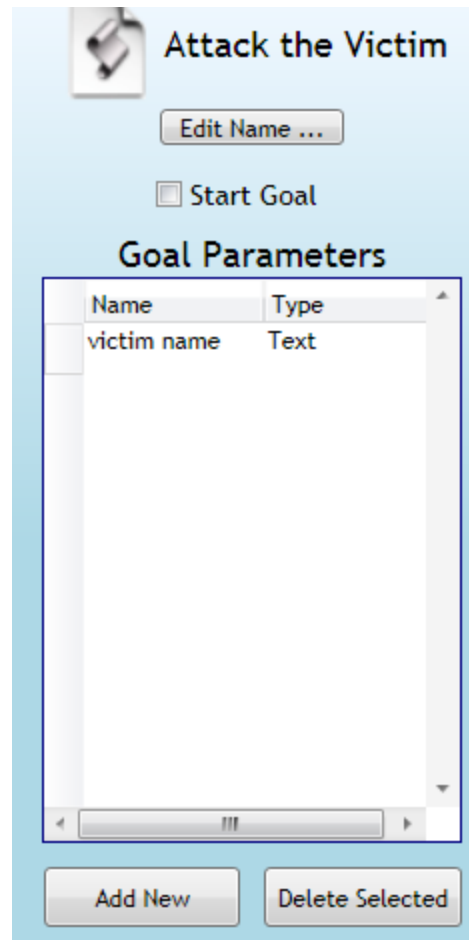 Attack the Victim
Edit Name ...
Start Goal
Goal Parameters
Name Type
victim name Text
Add New Delete Selected